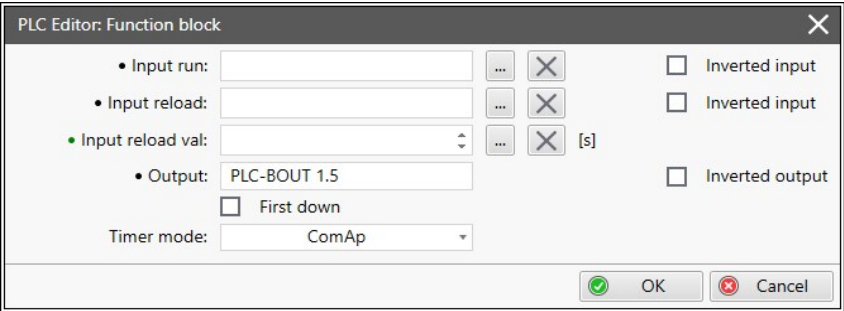 PLC Editor: Function block
• Input run: ... Inverted input
• Input reload: ... Inverted input
• Input reload val: ... [s]
• Output: PLC-BOUT 1.5 Inverted output
First down
Timer mode: ComAp
OK Cancel